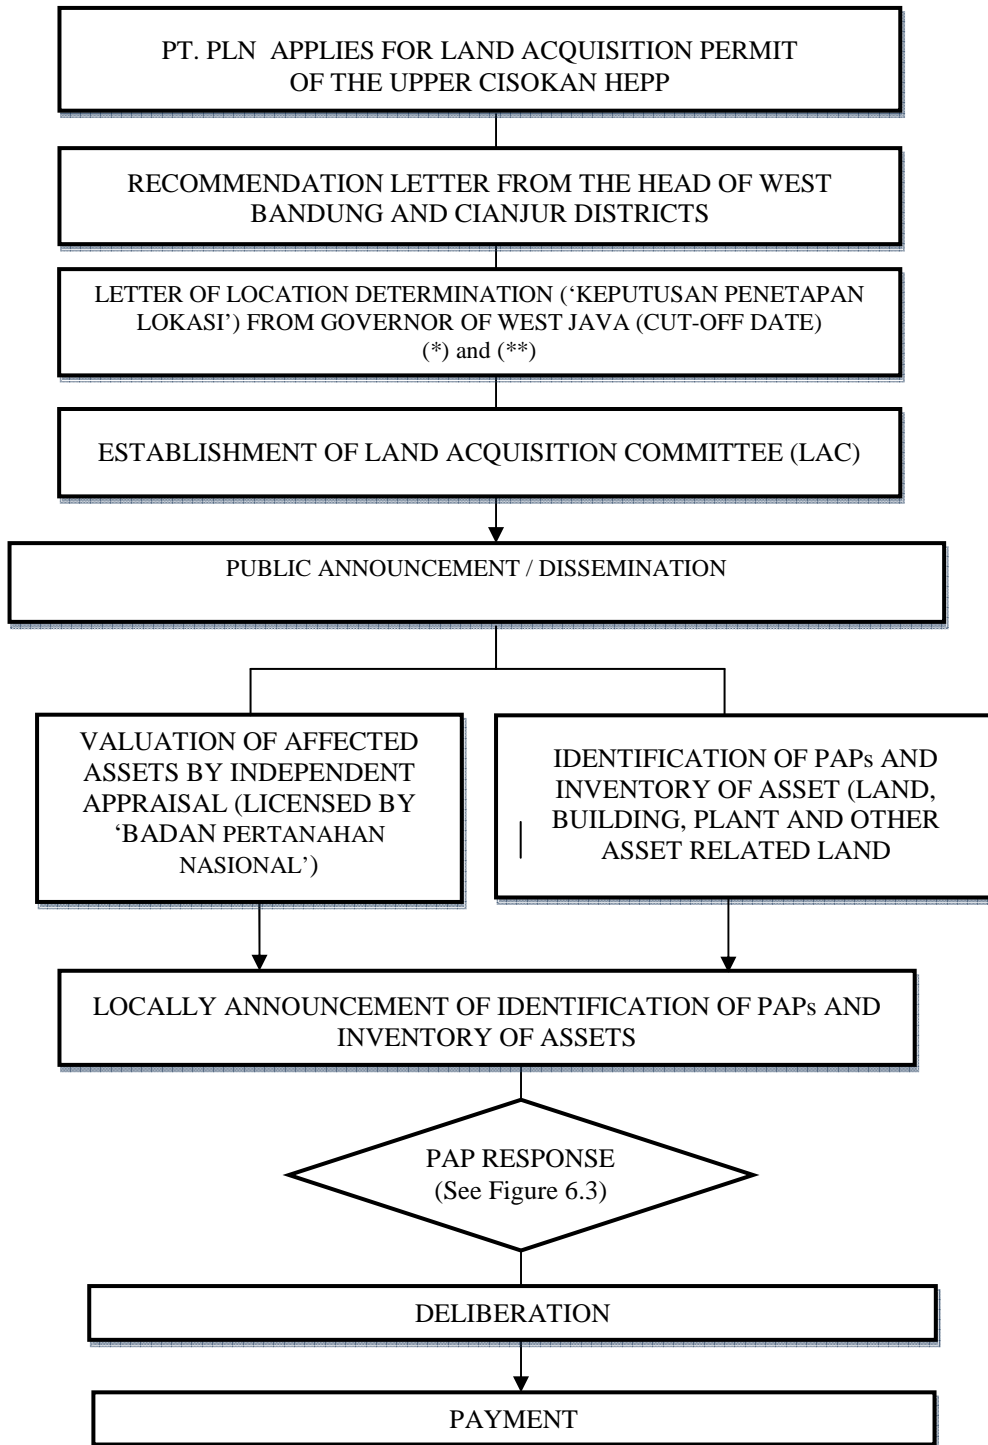 PT. PLN APPLIES FOR LAND ACQUISITION PERMIT
OF THE UPPER CISOKAN HEPP
RECOMMENDATION LETTER FROM THE HEAD OF WEST
BANDUNG AND CIANJUR DISTRICTS
LETTER OF LOCATION DETERMINATION (‘KEPUTUSAN PENETAPAN
LOKASI’) FROM GOVERNOR OF WEST JAVA (CUT-OFF DATE)
(*) and (**)
ESTABLISHMENT OF LAND ACQUISITION COMMITTEE (LAC)
PUBLIC ANNOUNCEMENT / DISSEMINATION
VALUATION OF AFFECTED
ASSETS BY INDEPENDENT
APPRAISAL (LICENSED BY
‘BADAN PERTANAHAN
NASIONAL’)
IDENTIFICATION OF PAPs AND
INVENTORY OF ASSET (LAND,
BUILDING, PLANT AND OTHER
ASSET RELATED LAND
LOCALLY ANNOUNCEMENT OF IDENTIFICATION OF PAPs AND
INVENTORY OF ASSETS
PAP RESPONSE
(See Figure 6.3)
DELIBERATION
PAYMENT